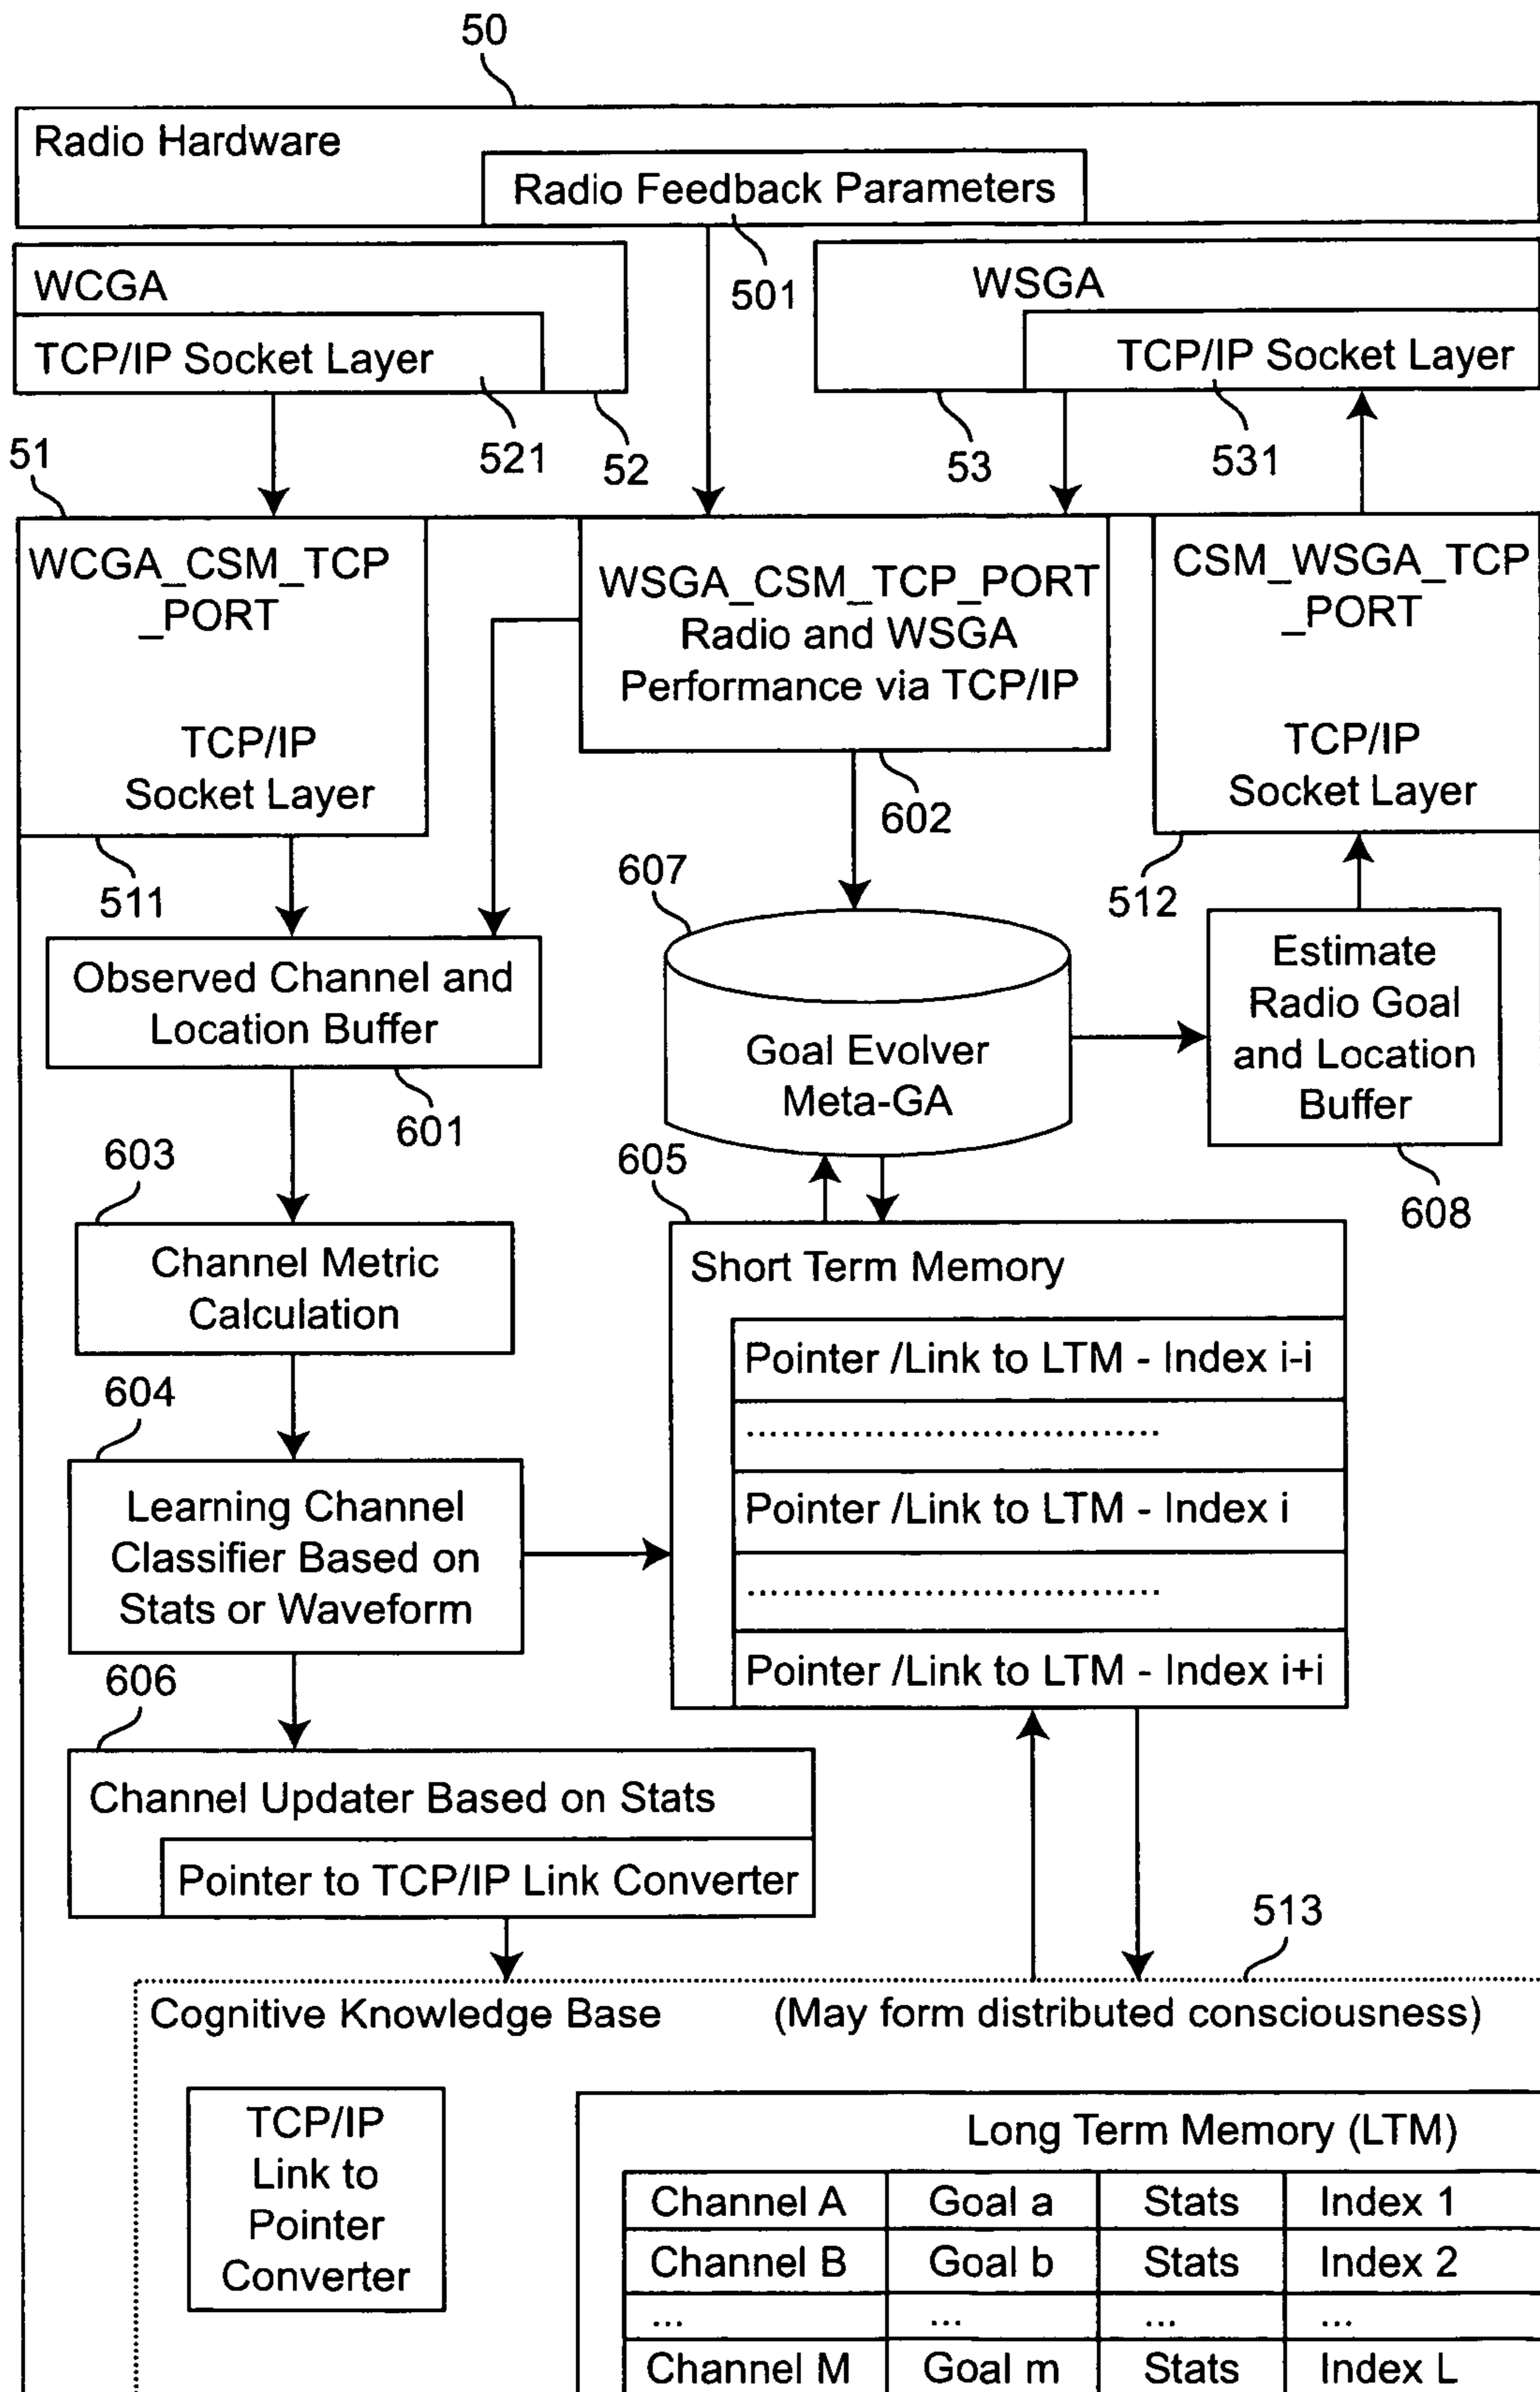 50
Radio Hardware
Radio Feedback Parameters
501
WCGA
TCP/IP Socket Layer
521
52
WSGA
TCP/IP Socket Layer
53
531
51
WCGA_CSM_TCP
_PORT
TCP/IP
Socket Layer
511
WSGA_CSM_TCP_PORT
Radio and WSGA
Performance via TCP/IP
602
CSM_WSGA_TCP
_PORT
TCP/IP
Socket Layer
512
607
Observed Channel and
Location Buffer
601
Goal Evolver
Meta-GA
Estimate
Radio Goal
and Location
Buffer
608
603
Channel Metric
Calculation
605
Short Term Memory
Pointer /Link to LTM - Index i-i
..................................
Pointer /Link to LTM - Index i
..................................
Pointer /Link to LTM - Index i+i
604
Learning Channel
Classifier Based on
Stats or Waveform
606
Channel Updater Based on Stats
Pointer to TCP/IP Link Converter
513
Cognitive Knowledge Base (May form distributed consciousness)
TCP/IP
Link to
Pointer
Converter
Long Term Memory (LTM)
Channel A Goal a Stats Index 1
Channel B Goal b Stats Index 2
... ... ... ...
Channel M Goal m Stats Index L